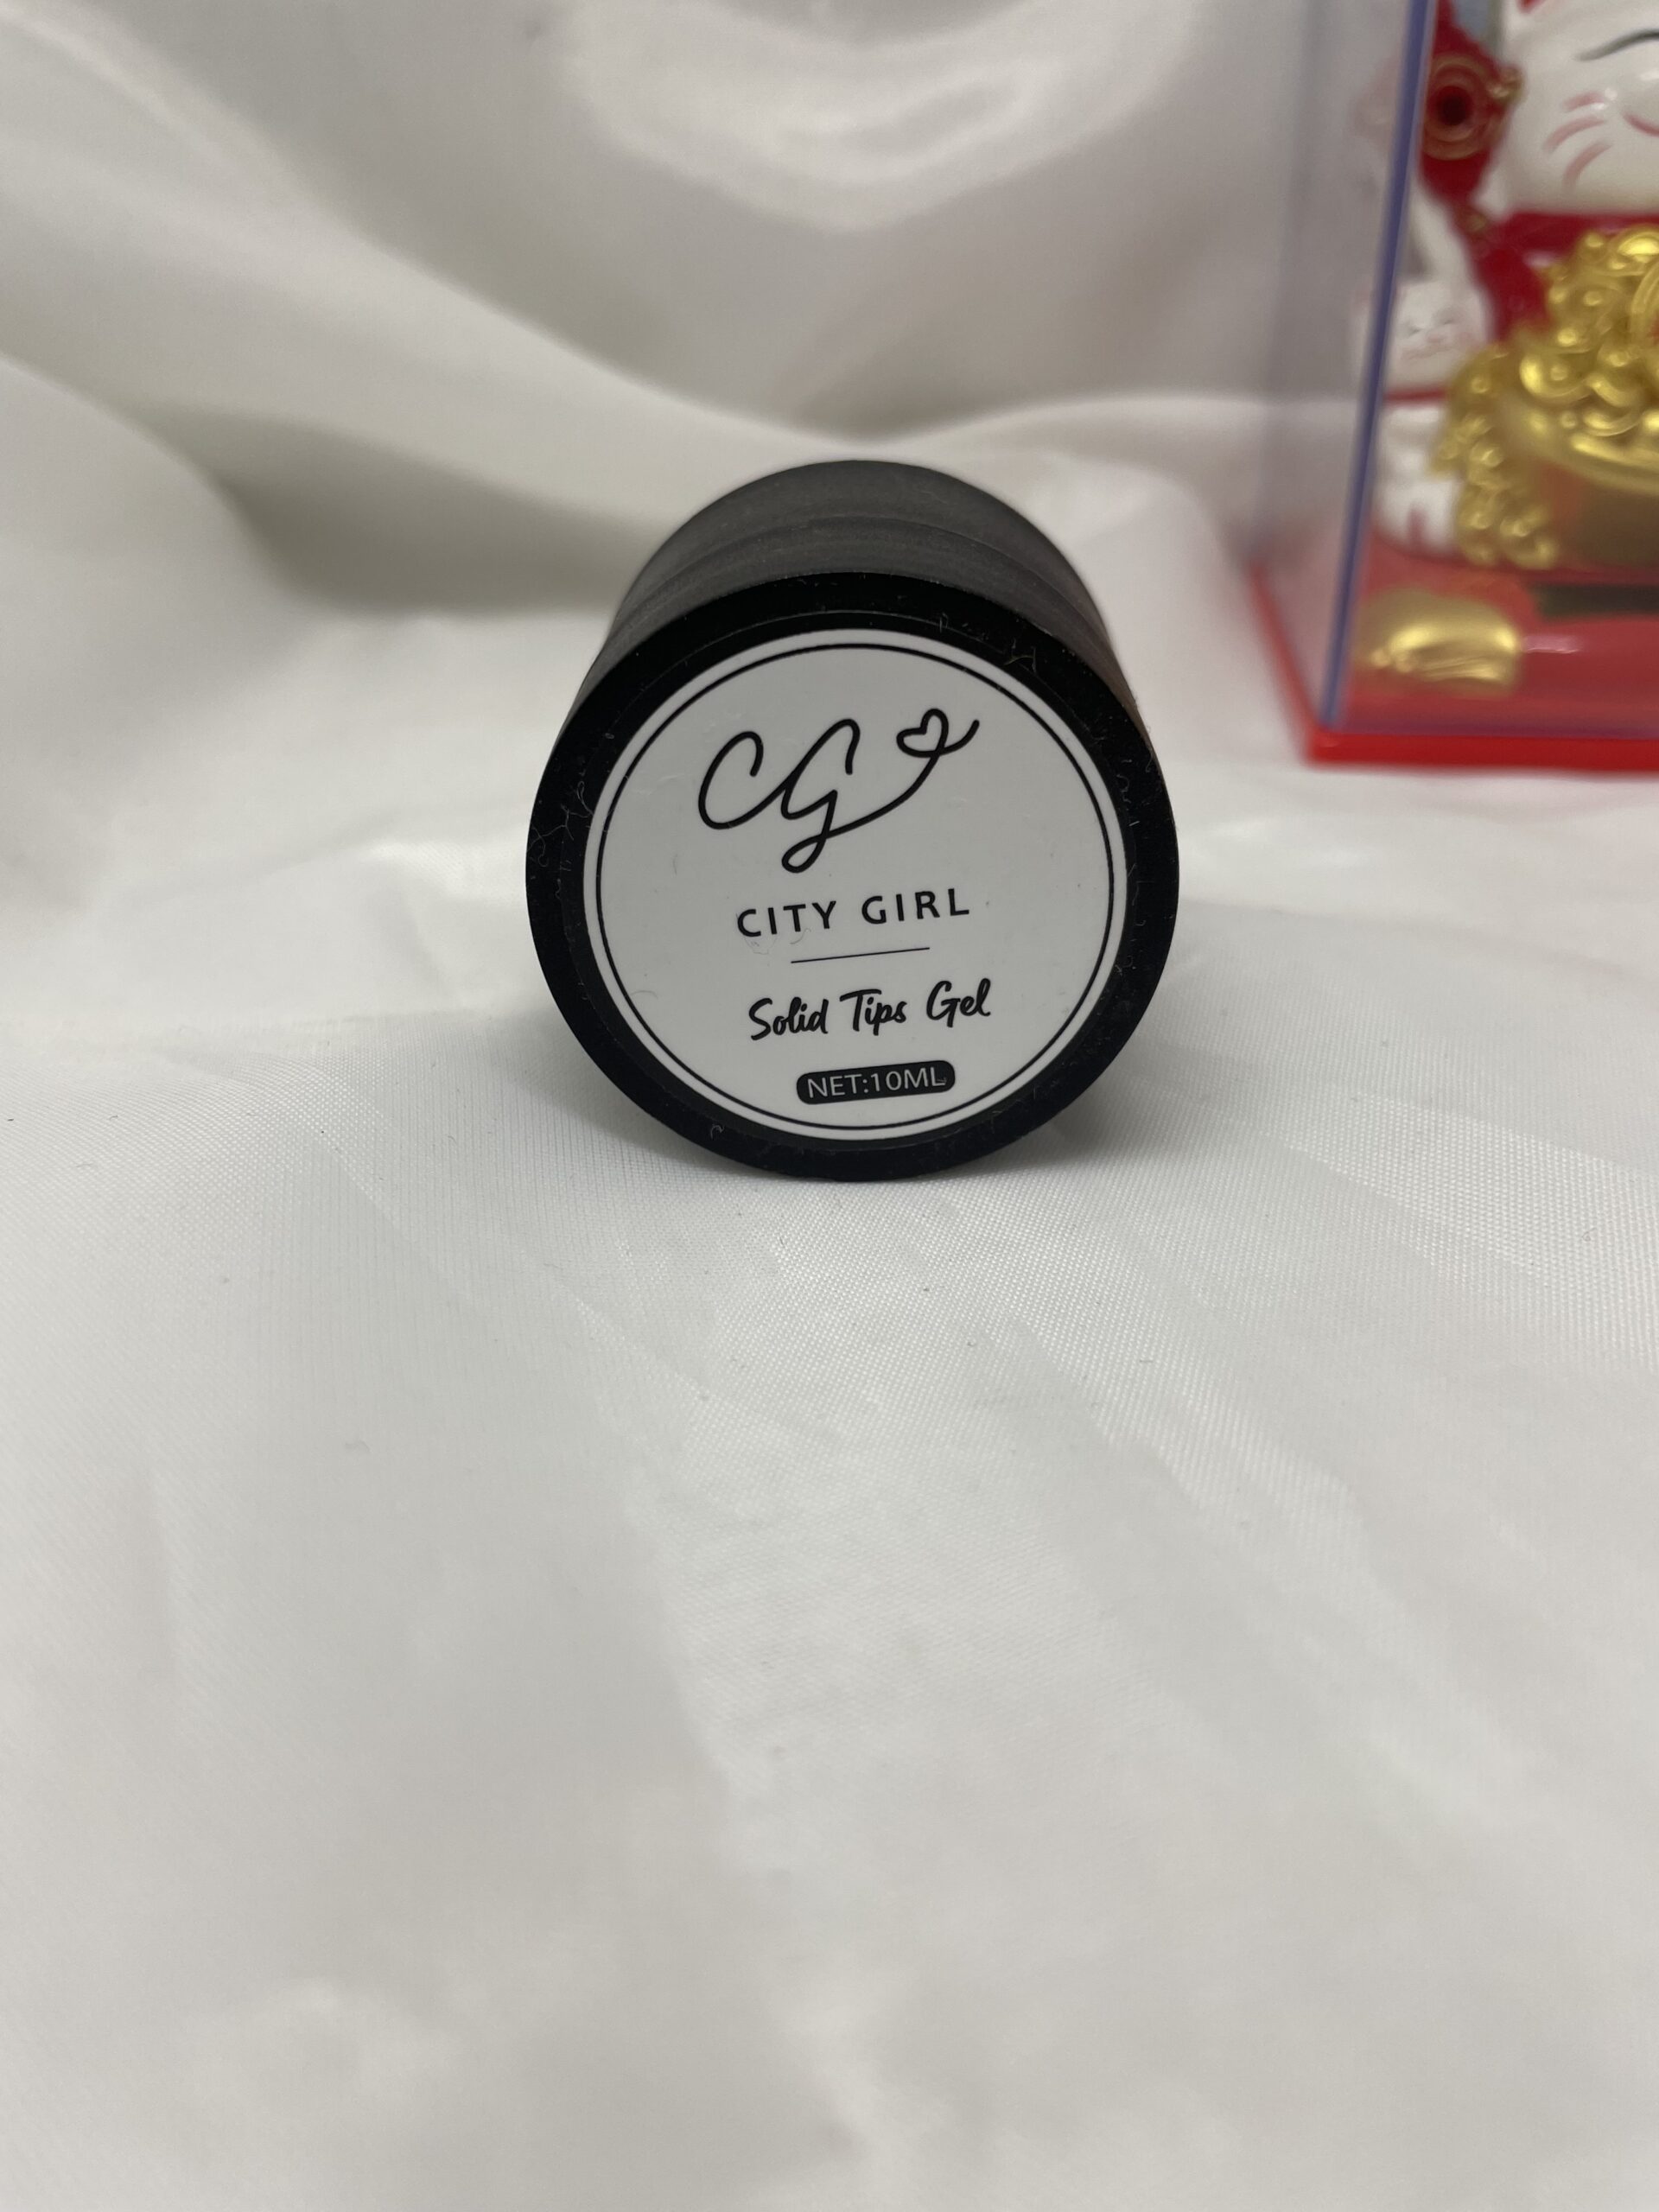 CG
CITY GIRL
Solid Tips Gel
NET:10ML